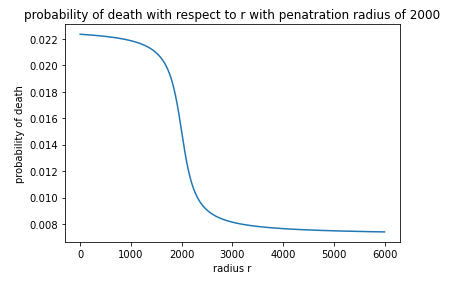 probability of death with respect to r with penatration radius of 2000
0.022
0.020
0.018
0.016
0.014
0.012
0.010
0.008
probability of death
0 1000 2000 3000 4000 5000 6000
radius r